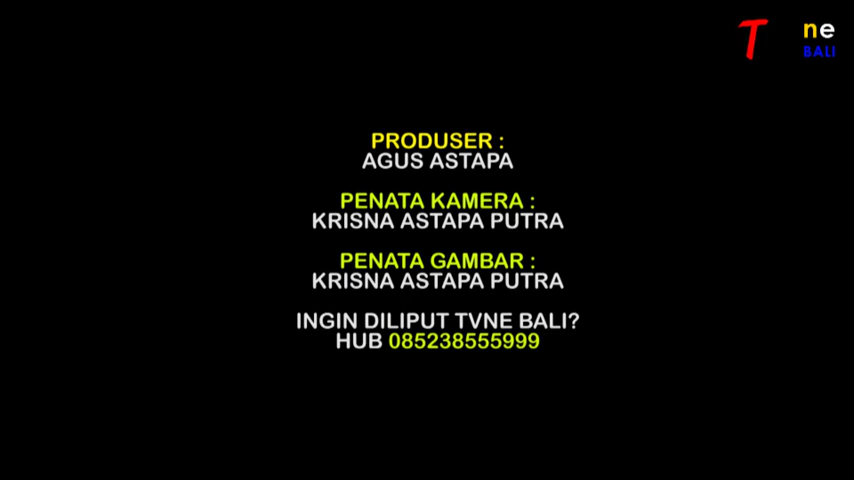 T ne
BALI
PRODUSER :
AGUS ASTAPA
PENATA KAMERA :
KRISNA ASTAPA PUTRA
PENATA GAMBAR :
KRISNA ASTAPA PUTRA
INGIN DILIPUT TVNE BALI?
HUB 085238555999